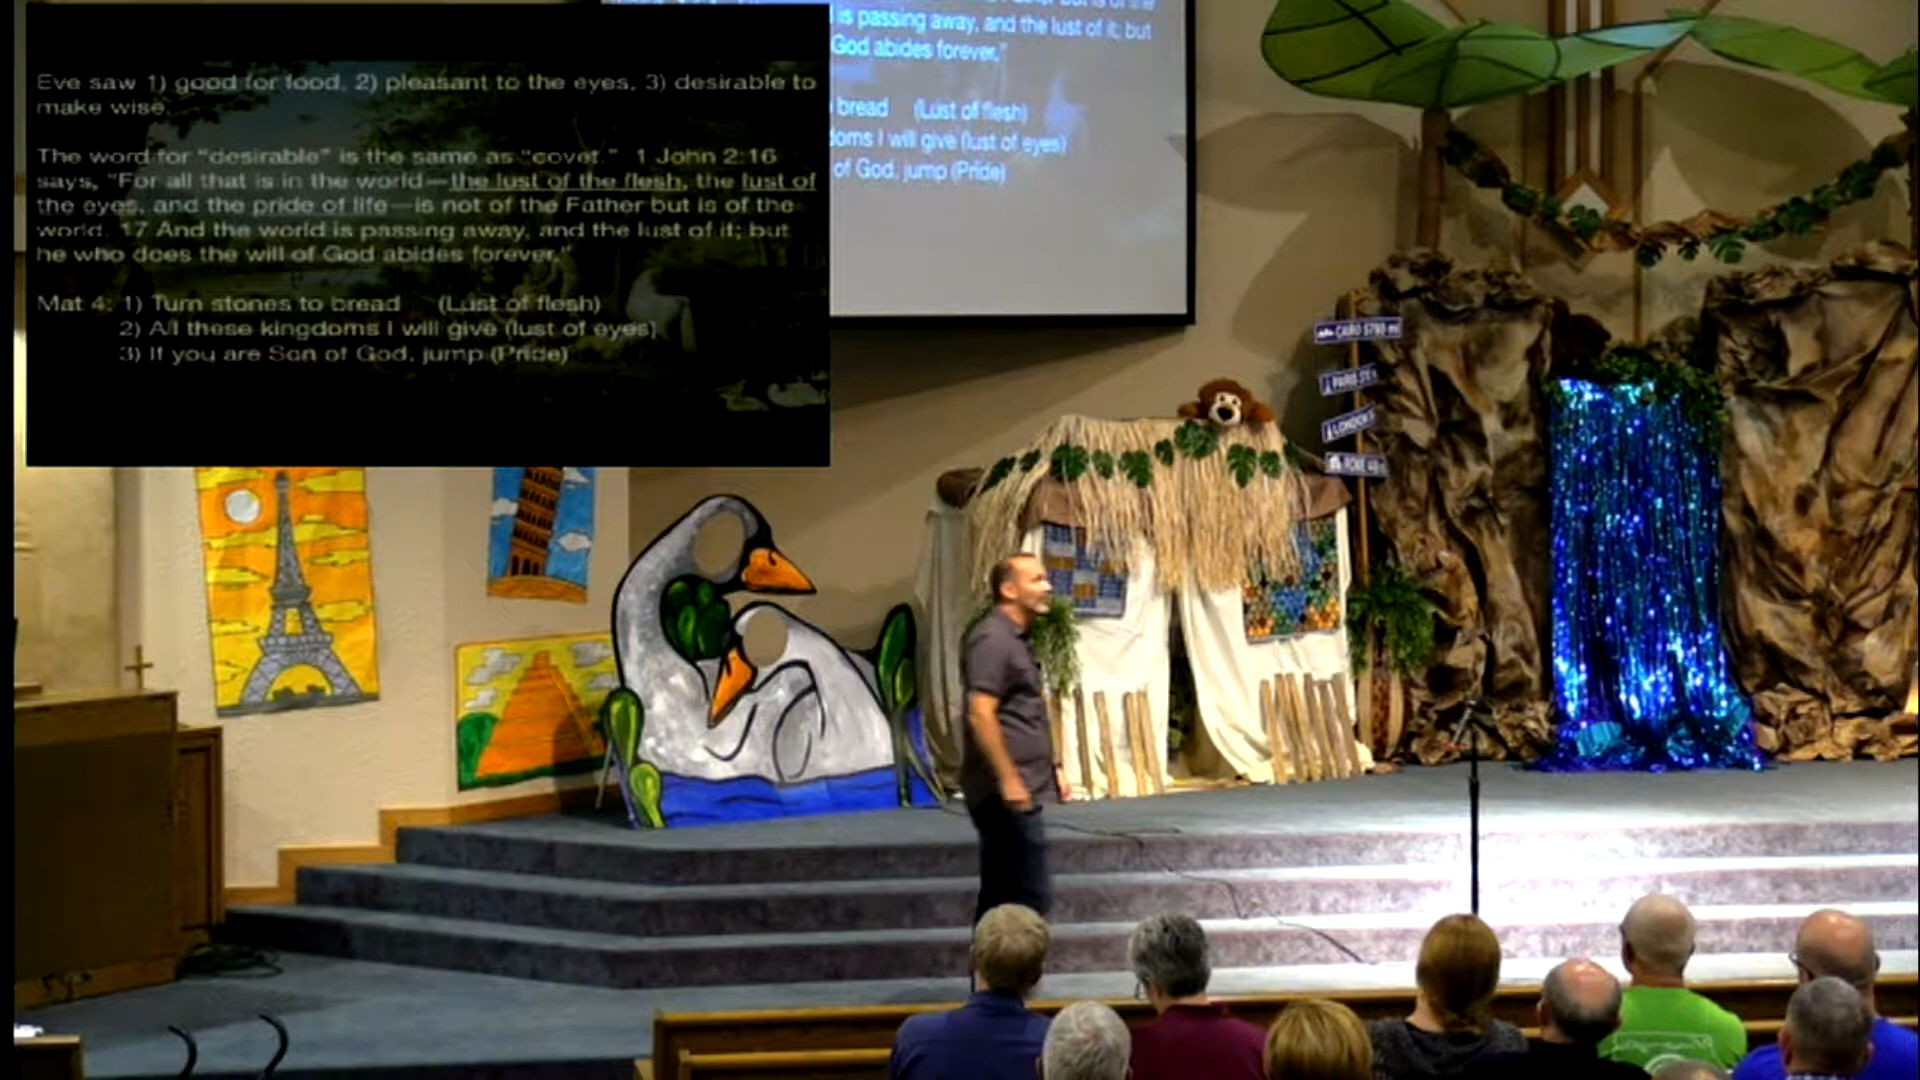 Eve saw 1) good for food, 2) pleasant to the eyes, 3) desirable to
make wise.
The word for “desirable” is the same as “covet.” 1 John 2:16
says, “For all that is in the world—the lust of the flesh, the lust of
the eyes, and the pride of life—is not of the Father but is of the
world. 17 And the world is passing away, and the lust of it; but
he who does the will of God abides forever.”
Mat 4: 1) Turn stones to bread (Lust of flesh)
2) All these kingdoms I will give (lust of eyes)
3) If you are Son of God, jump (Pride)
is passing away, and the lust of it; but
God abides forever.”
bread (Lust of flesh)
doms I will give (lust of eyes)
of God, jump (Pride)
CAIRO
PARIS
LONDON
ROME